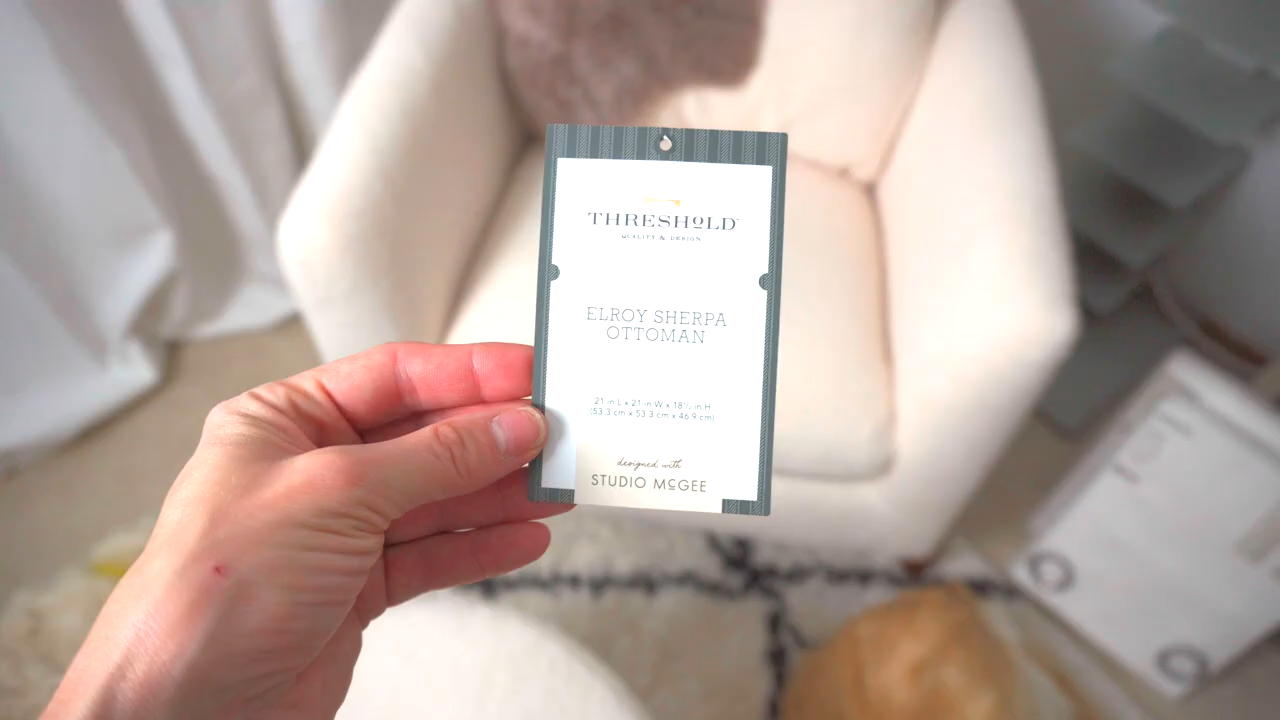 THRESHOLD™
QUALITY & DESIGN
ELROY SHERPA
OTTOMAN
21 in L x 21 in W x 18½ in H
(53.3 cm x 53.3 cm x 46.9 cm)
designed with
STUDIO McGEE